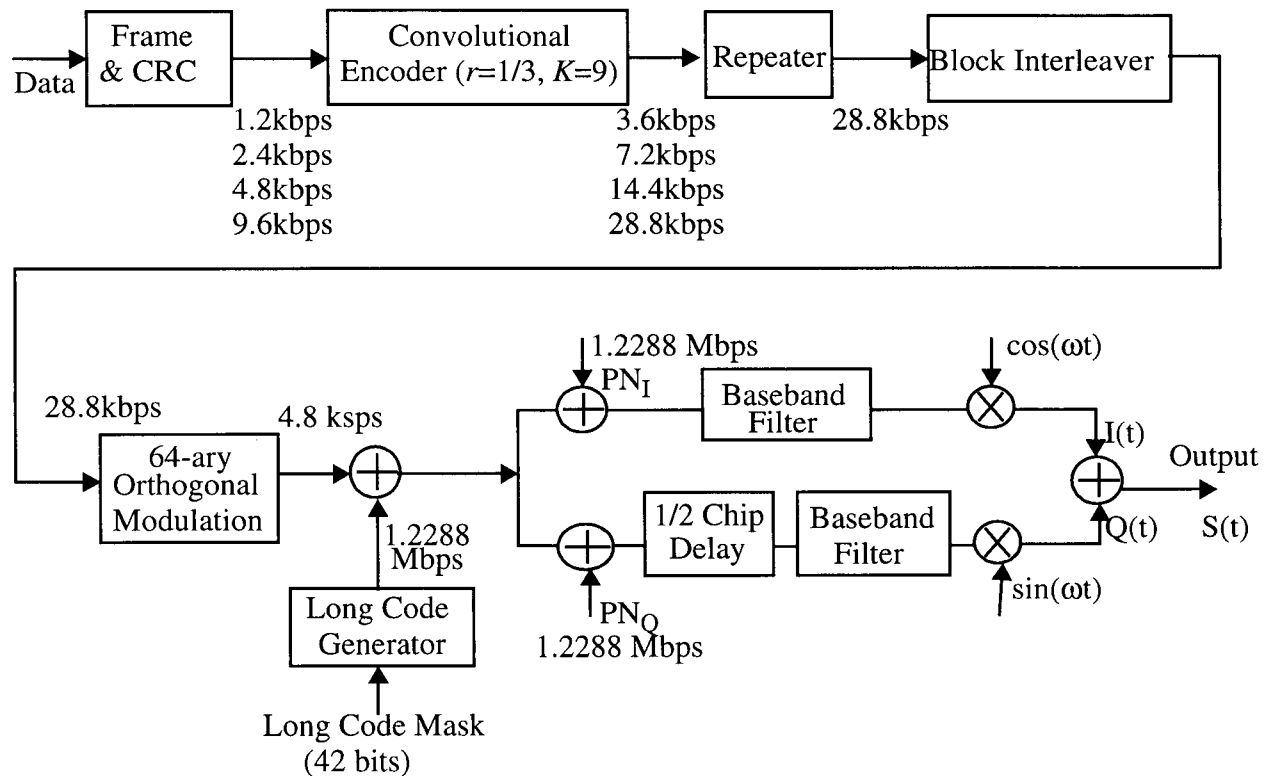 Frame
& CRC
Data
Convolutional
Encoder (r=1/3, K=9)
Repeater
Block Interleaver
1.2kbps
2.4kbps
4.8kbps
9.6kbps
3.6kbps
7.2kbps
14.4kbps
28.8kbps
28.8kbps
28.8kbps
64-ary
Orthogonal
Modulation
4.8 ksps
1.2288
Mbps
Long Code
Generator
Long Code Mask
(42 bits)
1.2288 Mbps
PNI
Baseband
Filter
cos(ωt)
I(t)
PNQ
1.2288 Mbps
1/2 Chip
Delay
Baseband
Filter
sin(ωt)
Q(t)
Output
S(t)